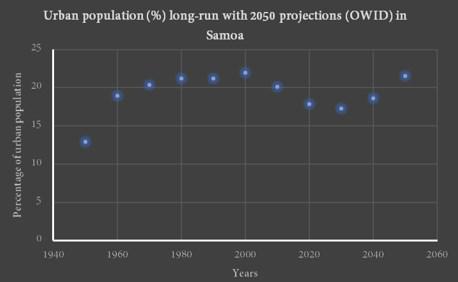 Urban population (%) long-run with 2050 projections (OWID) in
Samoa
Percentage of urban population
25
20
15
10
5
0
1940 1960 1980 2000 2020 2040 2060
Years